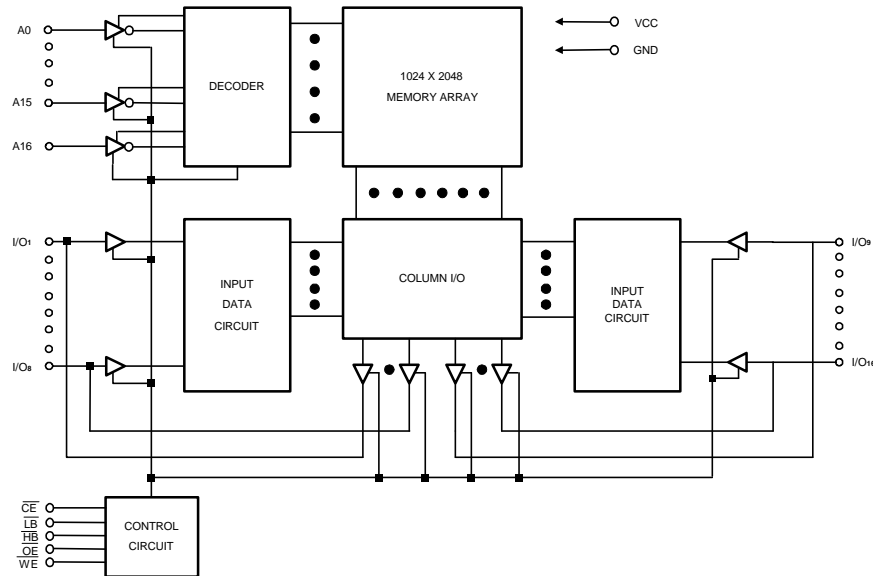 A0
A15
A16
DECODER
1024 X 2048
MEMORY ARRAY
VCC
GND
I/O₁
I/O₈
INPUT
DATA
CIRCUIT
COLUMN I/O
INPUT
DATA
CIRCUIT
I/O₉
I/O₁₆
CE
LB
HB
OE
WE
CONTROL
CIRCUIT